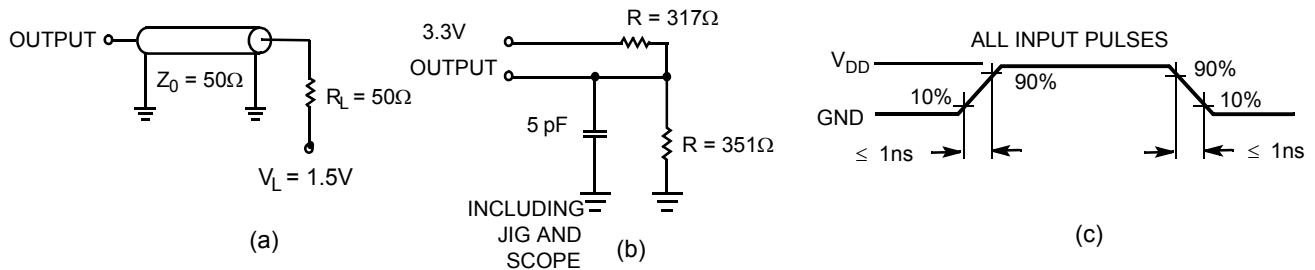 OUTPUT
Z0 = 50Ω
RL = 50Ω
VL = 1.5V
(a)
R = 317Ω
3.3V
OUTPUT
5 pF
R = 351Ω
INCLUDING
JIG AND
SCOPE
(b)
ALL INPUT PULSES
VDD
90%
90%
10%
10%
GND
≤ 1ns
≤ 1ns
(c)